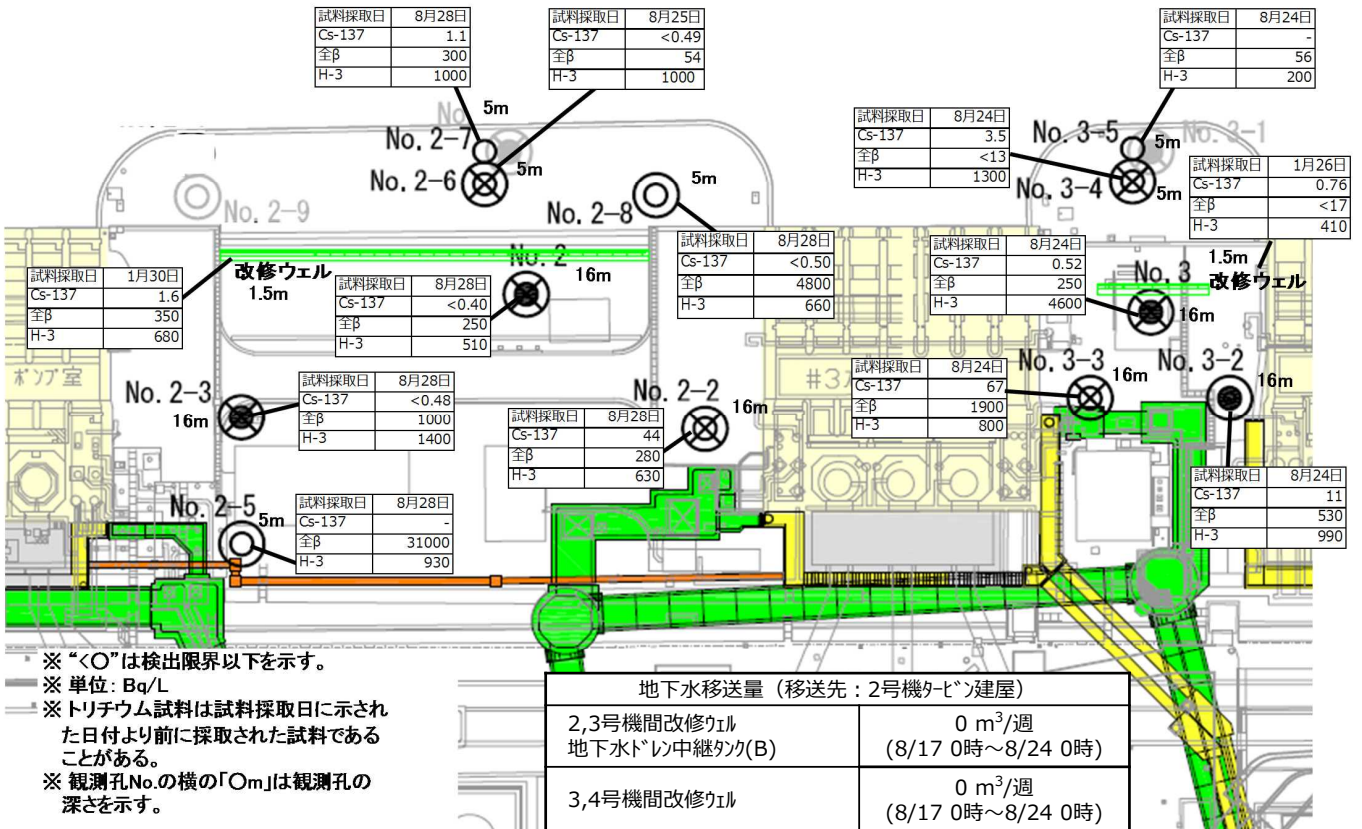 試料採取日 8月28日
Cs-137 1.1
全β 300
H-3 1000
試料採取日 8月25日
Cs-137 <0.49
全β 54
H-3 1000
試料採取日 8月24日
Cs-137 -
全β 56
H-3 200
No. 5m
No. 2-7
No. 2-6 5m
No. 2-9
No. 2-8 5m
試料採取日 8月24日
Cs-137 3.5
全β <13
H-3 1300
No. 3-5 5m
No. 3-1
No. 3-4 5m
試料採取日 1月26日
Cs-137 0.76
全β <17
H-3 410
試料採取日 1月30日
Cs-137 1.6
全β 350
H-3 680
改修ウェル
1.5m
試料採取日 8月28日
Cs-137 <0.40
全β 250
H-3 510
No. 2 16m
試料採取日 8月28日
Cs-137 <0.50
全β 4800
H-3 660
試料採取日 8月24日
Cs-137 0.52
全β 250
H-3 4600
No. 3
16m
1.5m
改修ウェル
ポンプ室
No. 2-3
16m
試料採取日 8月28日
Cs-137 <0.48
全β 1000
H-3 1400
No. 2-2
16m
試料採取日 8月28日
Cs-137 44
全β 280
H-3 630
#3
試料採取日 8月24日
Cs-137 67
全β 1900
H-3 800
No. 3-3
16m
No. 3-2
16m
試料採取日 8月24日
Cs-137 11
全β 530
H-3 990
No. 2-5
5m
試料採取日 8月28日
Cs-137 -
全β 31000
H-3 930
※ “<○”は検出限界以下を示す。
※ 単位: Bq/L
※ トリチウム試料は試料採取日に示され
た日付より前に採取された試料である
ことがある。
※ 観測孔No.の横の「○m」は観測孔の
深さを示す。
地下水移送量（移送先：2号機ﾀｰﾋﾞﾝ建屋）
2,3号機間改修ｳｪﾙ
地下水ﾄﾞﾚﾝ中継ﾀﾝｸ(B)
0 m³/週
(8/17 0時～8/24 0時)
3,4号機間改修ｳｪﾙ
0 m³/週
(8/17 0時～8/24 0時)